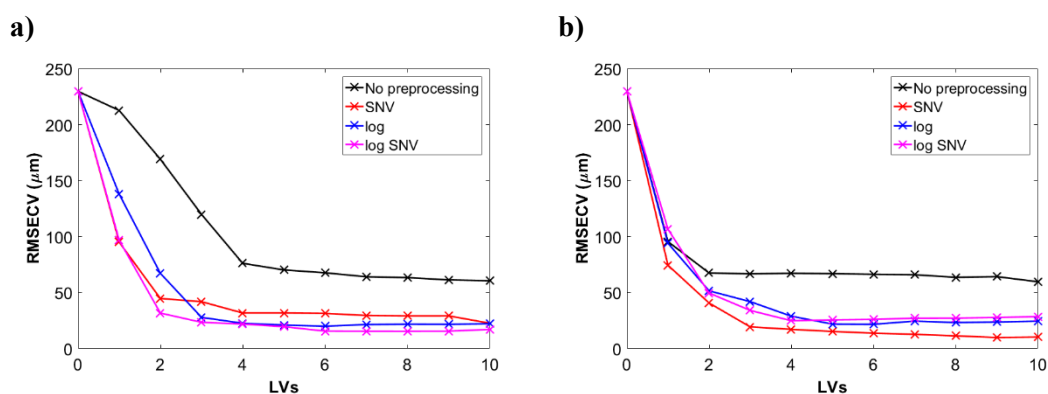 a)
250
200
150
100
50
0
RMSECV (μm)
0 2 4 6 8 10
LVs
No preprocessing
SNV
log
log SNV
b)
250
200
150
100
50
0
RMSECV (μm)
0 2 4 6 8 10
LVs
No preprocessing
SNV
log
log SNV